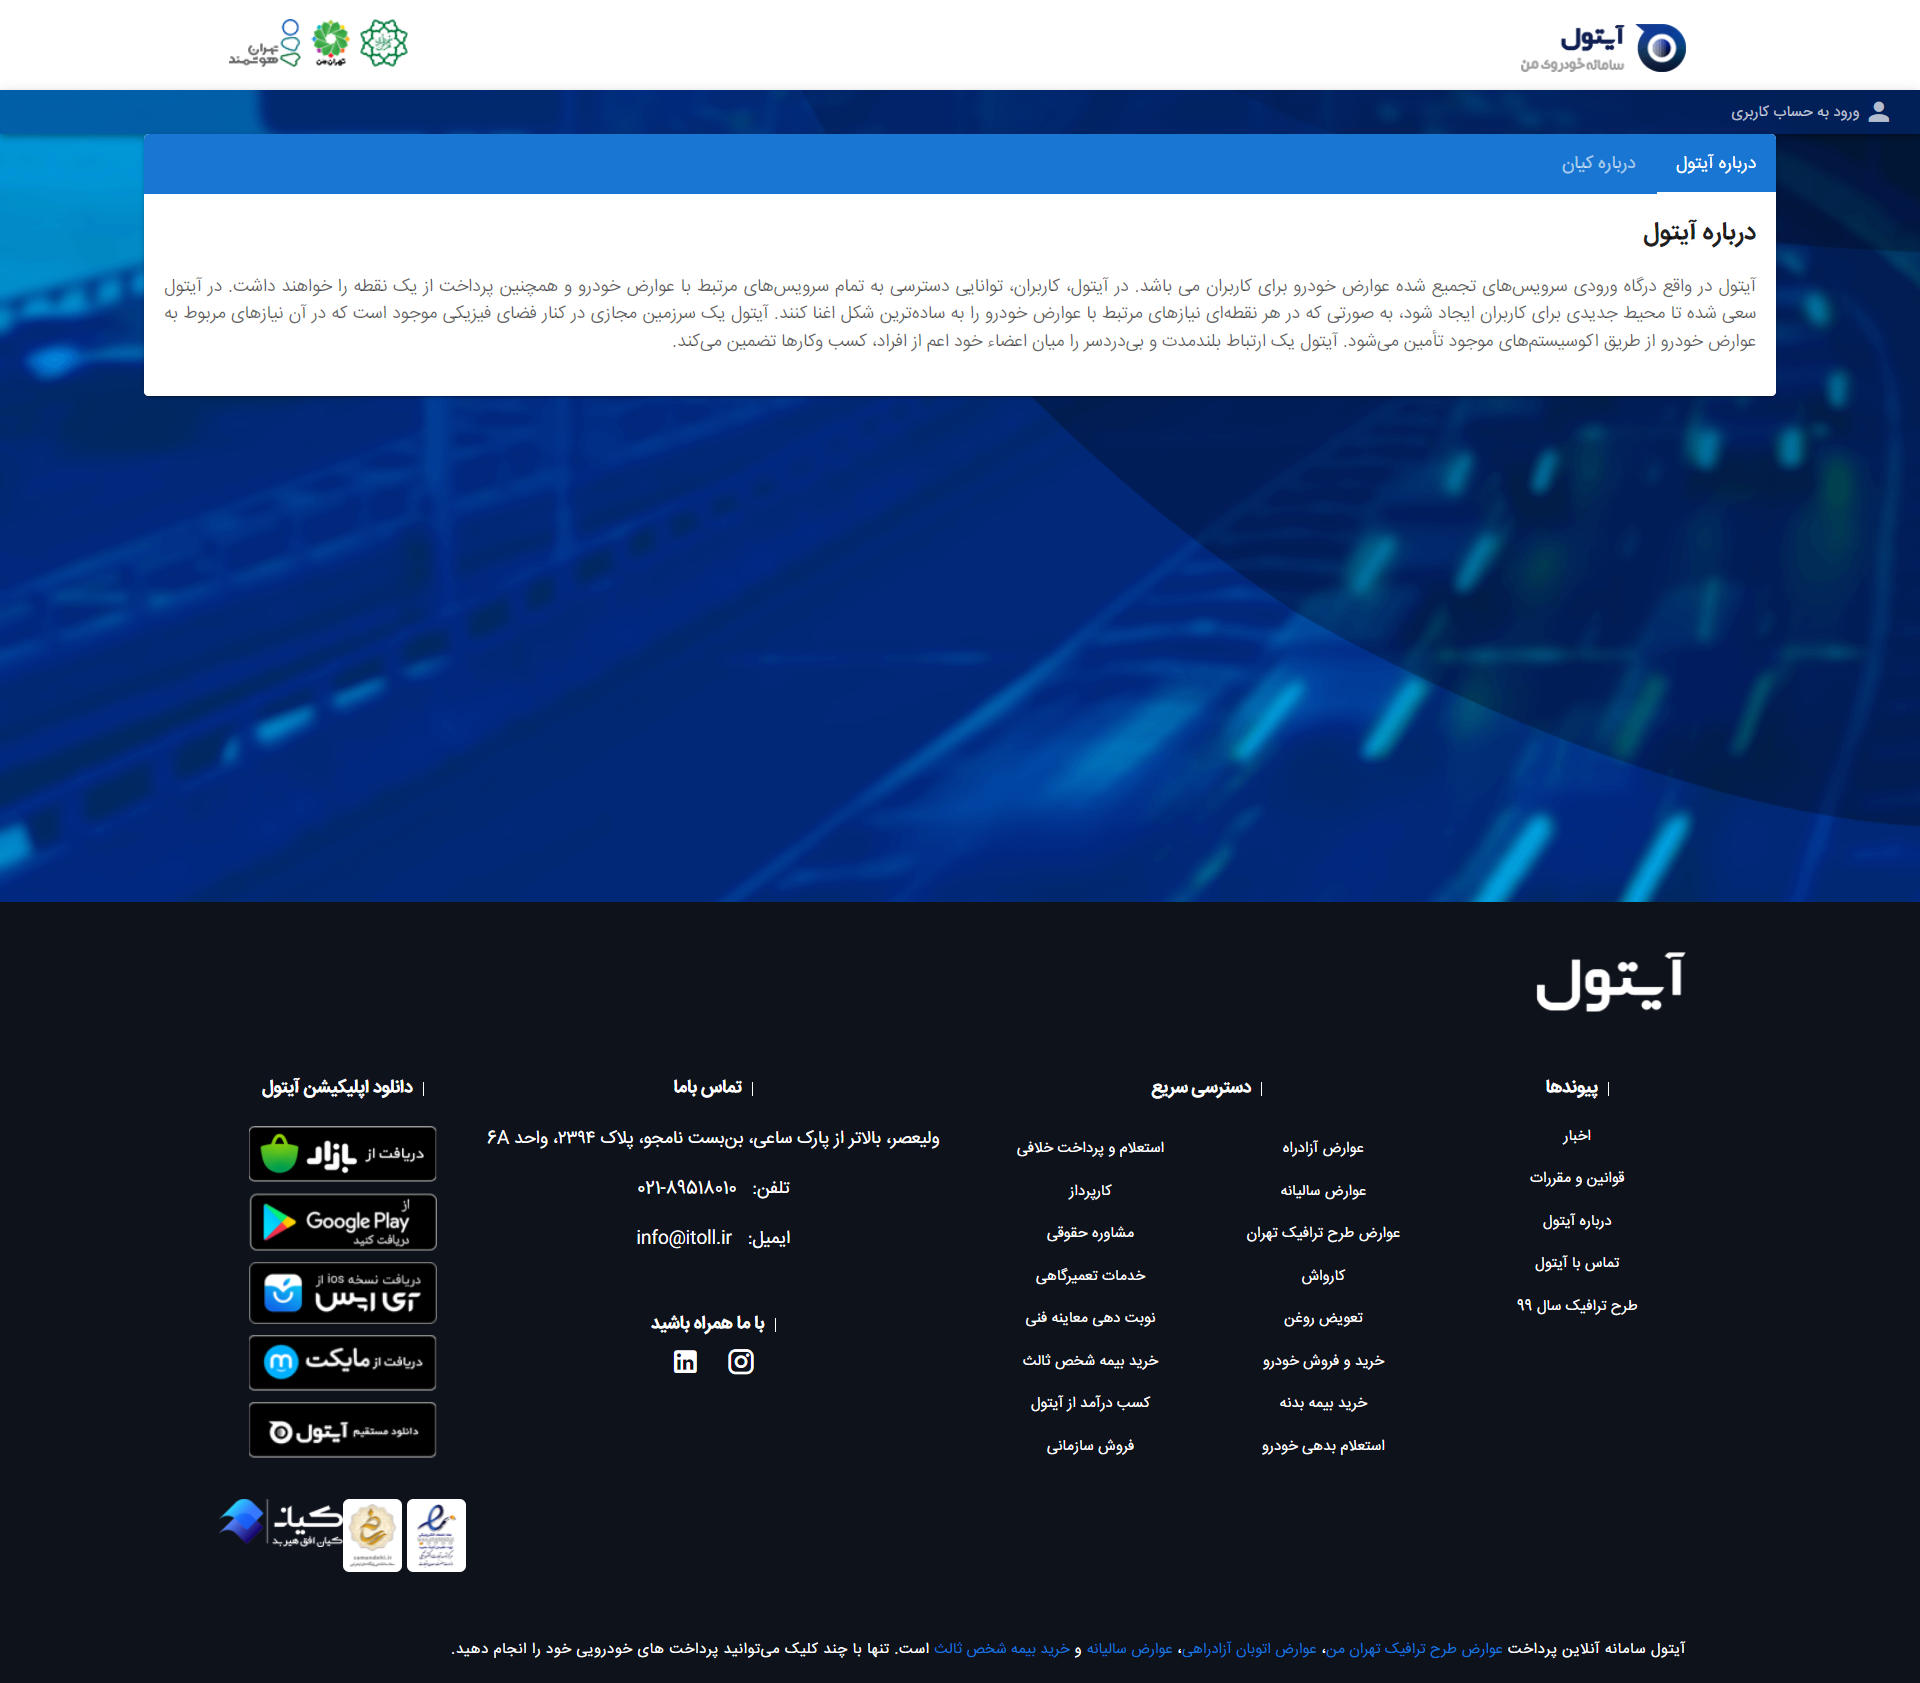 آیتول
سامانه خودروی من
تهران من
تهران
هوشمند
ورود به حساب کاربری
درباره آیتول
درباره کیان
درباره آیتول
آیتول در واقع درگاه ورودی سرویس‌های تجمیع شده عوارض خودرو برای کاربران می باشد. در آیتول، کاربران، توانایی دسترسی به تمام سرویس‌های مرتبط با عوارض خودرو و همچنین پرداخت از یک نقطه را خواهند داشت. در آیتول
سعی شده تا محیط جدیدی برای کاربران ایجاد شود، به صورتی که در هر نقطه‌ای نیازهای مرتبط با عوارض خودرو را به ساده‌ترین شکل اغنا کنند. آیتول یک سرزمین مجازی در کنار فضای فیزیکی موجود است که در آن نیازهای مربوط به
عوارض خودرو از طریق اکوسیستم‌های موجود تأمین می‌شود. آیتول یک ارتباط بلندمدت و بی‌دردسر را میان اعضاء خود اعم از افراد، کسب وکارها تضمین می‌کند.
آیتول
پیوندها
اخبار
قوانین و مقررات
درباره آیتول
تماس با آیتول
طرح ترافیک سال ۹۹
دسترسی سریع
عوارض آزادراه
عوارض سالیانه
عوارض طرح ترافیک تهران
کارواش
تعویض روغن
خرید و فروش خودرو
خرید بیمه بدنه
استعلام بدهی خودرو
استعلام و پرداخت خلافی
کارپرداز
مشاوره حقوقی
خدمات تعمیرگاهی
نوبت دهی معاینه فنی
خرید بیمه شخص ثالث
کسب درآمد از آیتول
فروش سازمانی
تماس باما
ولیعصر، بالاتر از پارک ساعی، بن‌بست نامجو، پلاک ۲۳۹۴، واحد ۶A
تلفن: ۰۲۱-۸۹۵۱۸۰۱۰
ایمیل: info@itoll.ir
با ما همراه باشید
دانلود اپلیکیشن آیتول
دریافت از بازار
از
Google Play
دریافت کنید
دریافت نسخه ios از
آی اپس
دریافت از مایکت
دانلود مستقیم آیتول
samandehi.ir
کیان
کیان افق هیربد
آیتول سامانه آنلاین پرداخت عوارض طرح ترافیک تهران من، عوارض اتوبان آزادراهی، عوارض سالیانه و خرید بیمه شخص ثالث است. تنها با چند کلیک می‌توانید پرداخت های خودرویی خود را انجام دهید.